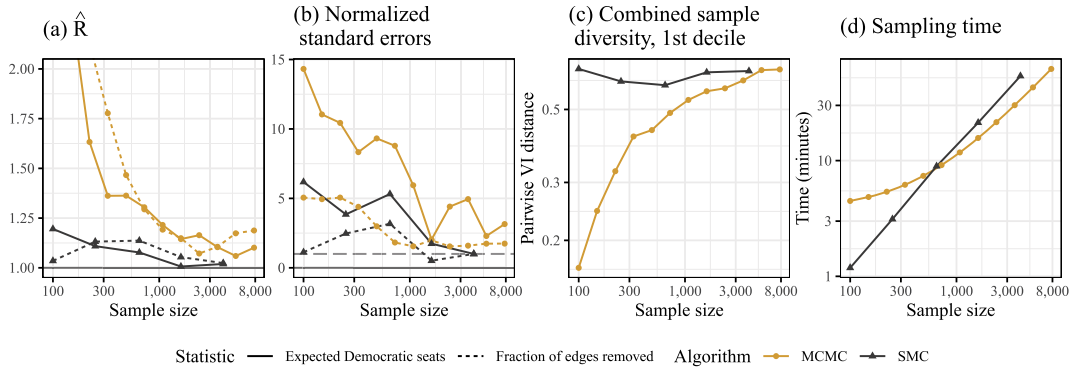 (a) R̂
2.00
1.75
1.50
1.25
1.00
100
300
1,000
3,000
8,000
Sample size
(b) Normalized
standard errors
15
10
5
0
100
300
1,000
3,000
8,000
Sample size
(c) Combined sample
diversity, 1st decile
Pairwise VI distance
0.5
0.3
0.2
100
300
1,000
3,000
8,000
Sample size
(d) Sampling time
Time (minutes)
30
10
3
1
100
300
1,000
3,000
8,000
Sample size
Statistic Expected Democratic seats Fraction of edges removed Algorithm MCMC SMC